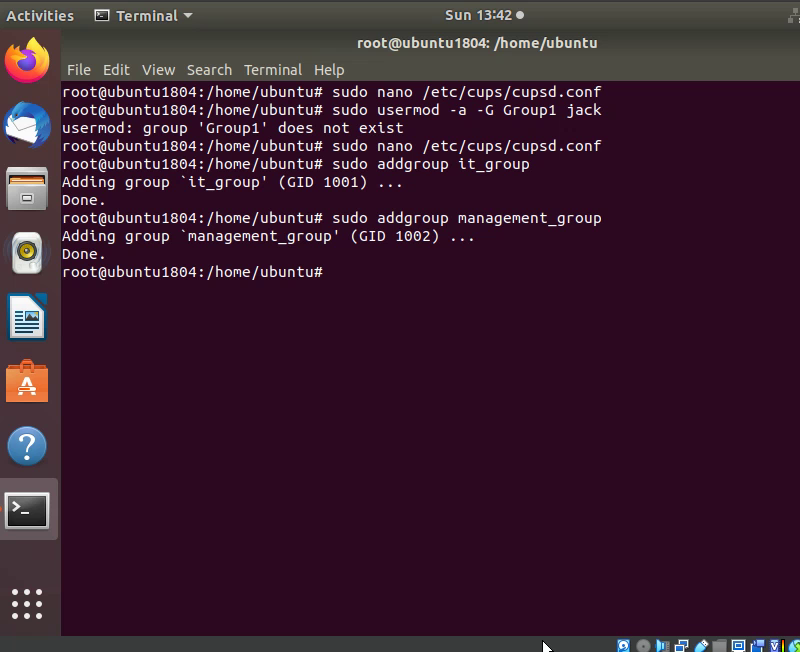 Activities Terminal Sun 13:42
root@ubuntu1804: /home/ubuntu
File Edit View Search Terminal Help
root@ubuntu1804:/home/ubuntu# sudo nano /etc/cups/cupsd.conf
root@ubuntu1804:/home/ubuntu# sudo usermod -a -G Group1 jack
usermod: group 'Group1' does not exist
root@ubuntu1804:/home/ubuntu# sudo nano /etc/cups/cupsd.conf
root@ubuntu1804:/home/ubuntu# sudo addgroup it_group
Adding group `it_group' (GID 1001) ...
Done.
root@ubuntu1804:/home/ubuntu# sudo addgroup management_group
Adding group `management_group' (GID 1002) ...
Done.
root@ubuntu1804:/home/ubuntu#